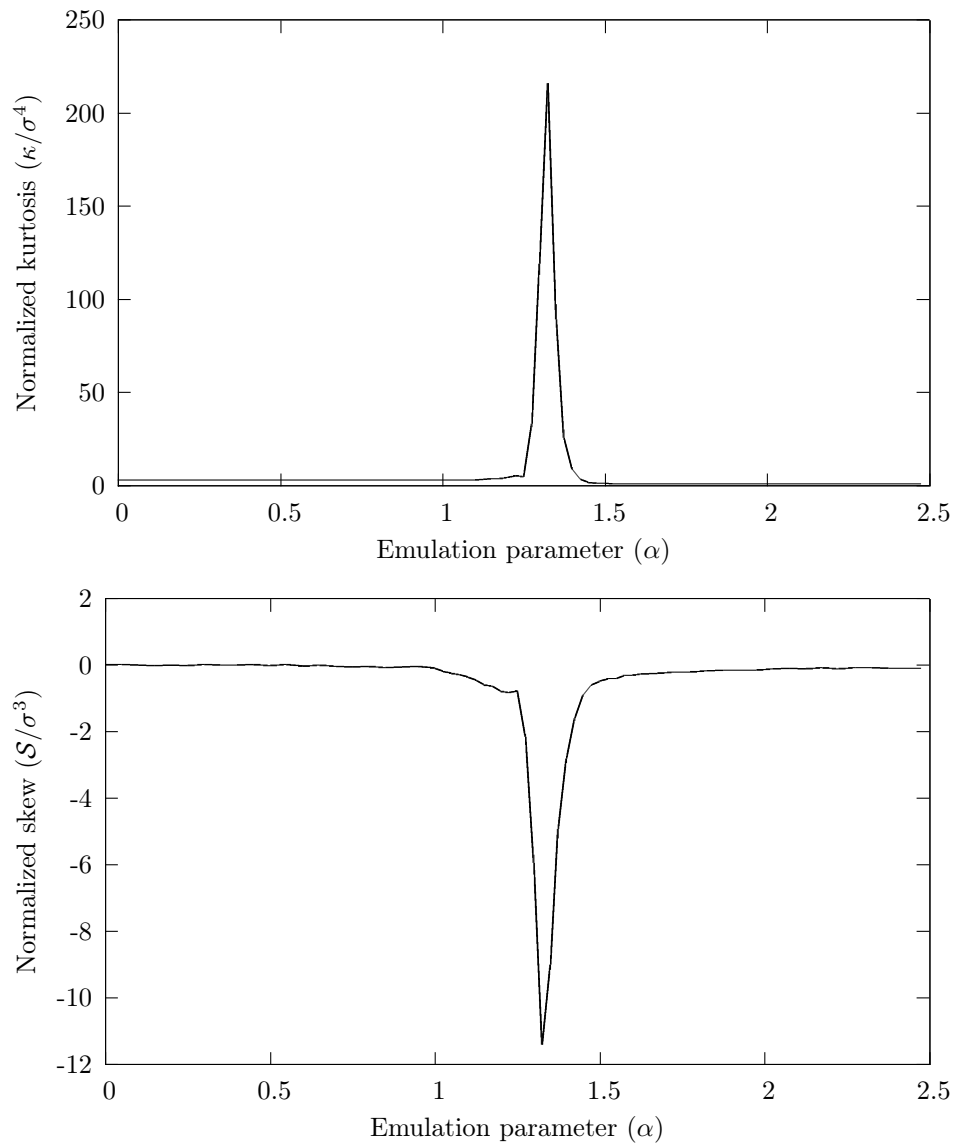 250
200
150
100
50
0
Normalized kurtosis (κ/σ⁴)
0 0.5 1 1.5 2 2.5
Emulation parameter (α)
2
0
-2
-4
-6
-8
-10
-12
Normalized skew (𝒮/σ³)
0 0.5 1 1.5 2 2.5
Emulation parameter (α)